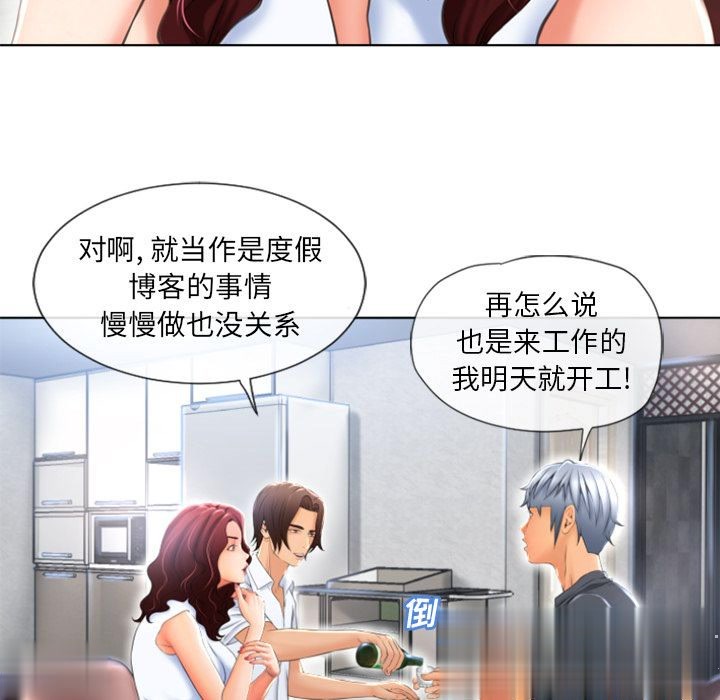 对啊, 就当作是度假
博客的事情
慢慢做也没关系
再怎么说
也是来工作的
我明天就开工!
倒